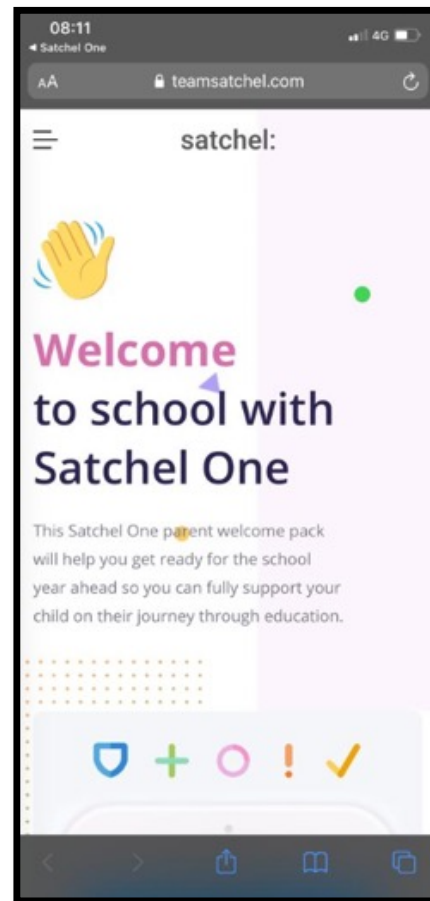 08:11
4G
◀ Satchel One
AA
teamsatchel.com
satchel:
Welcome
to school with
Satchel One
This Satchel One parent welcome pack
will help you get ready for the school
year ahead so you can fully support your
child on their journey through education.